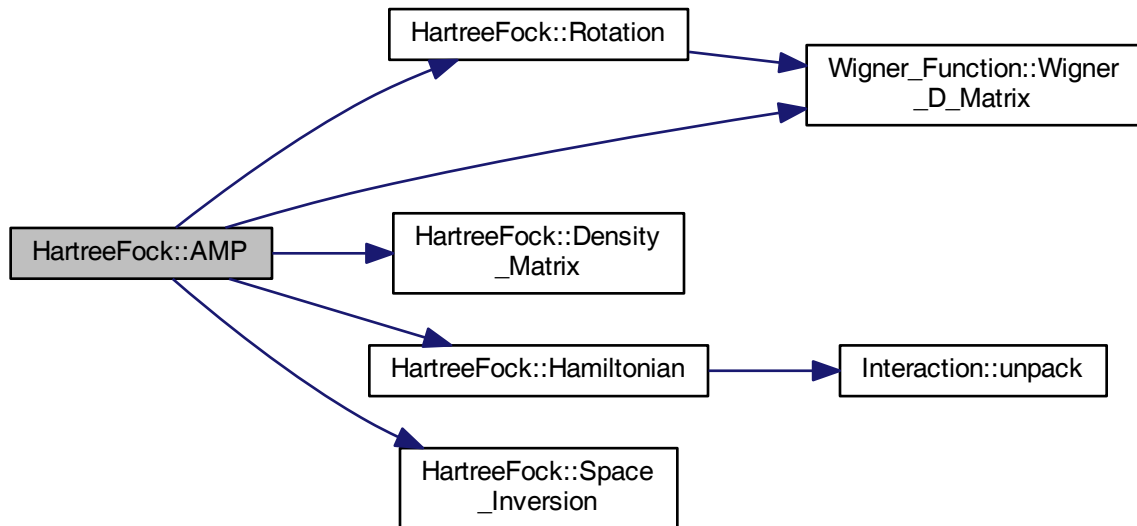 HartreeFock::Rotation
Wigner_Function::Wigner
_D_Matrix
HartreeFock::AMP
HartreeFock::Density
_Matrix
HartreeFock::Hamiltonian
Interaction::unpack
HartreeFock::Space
_Inversion